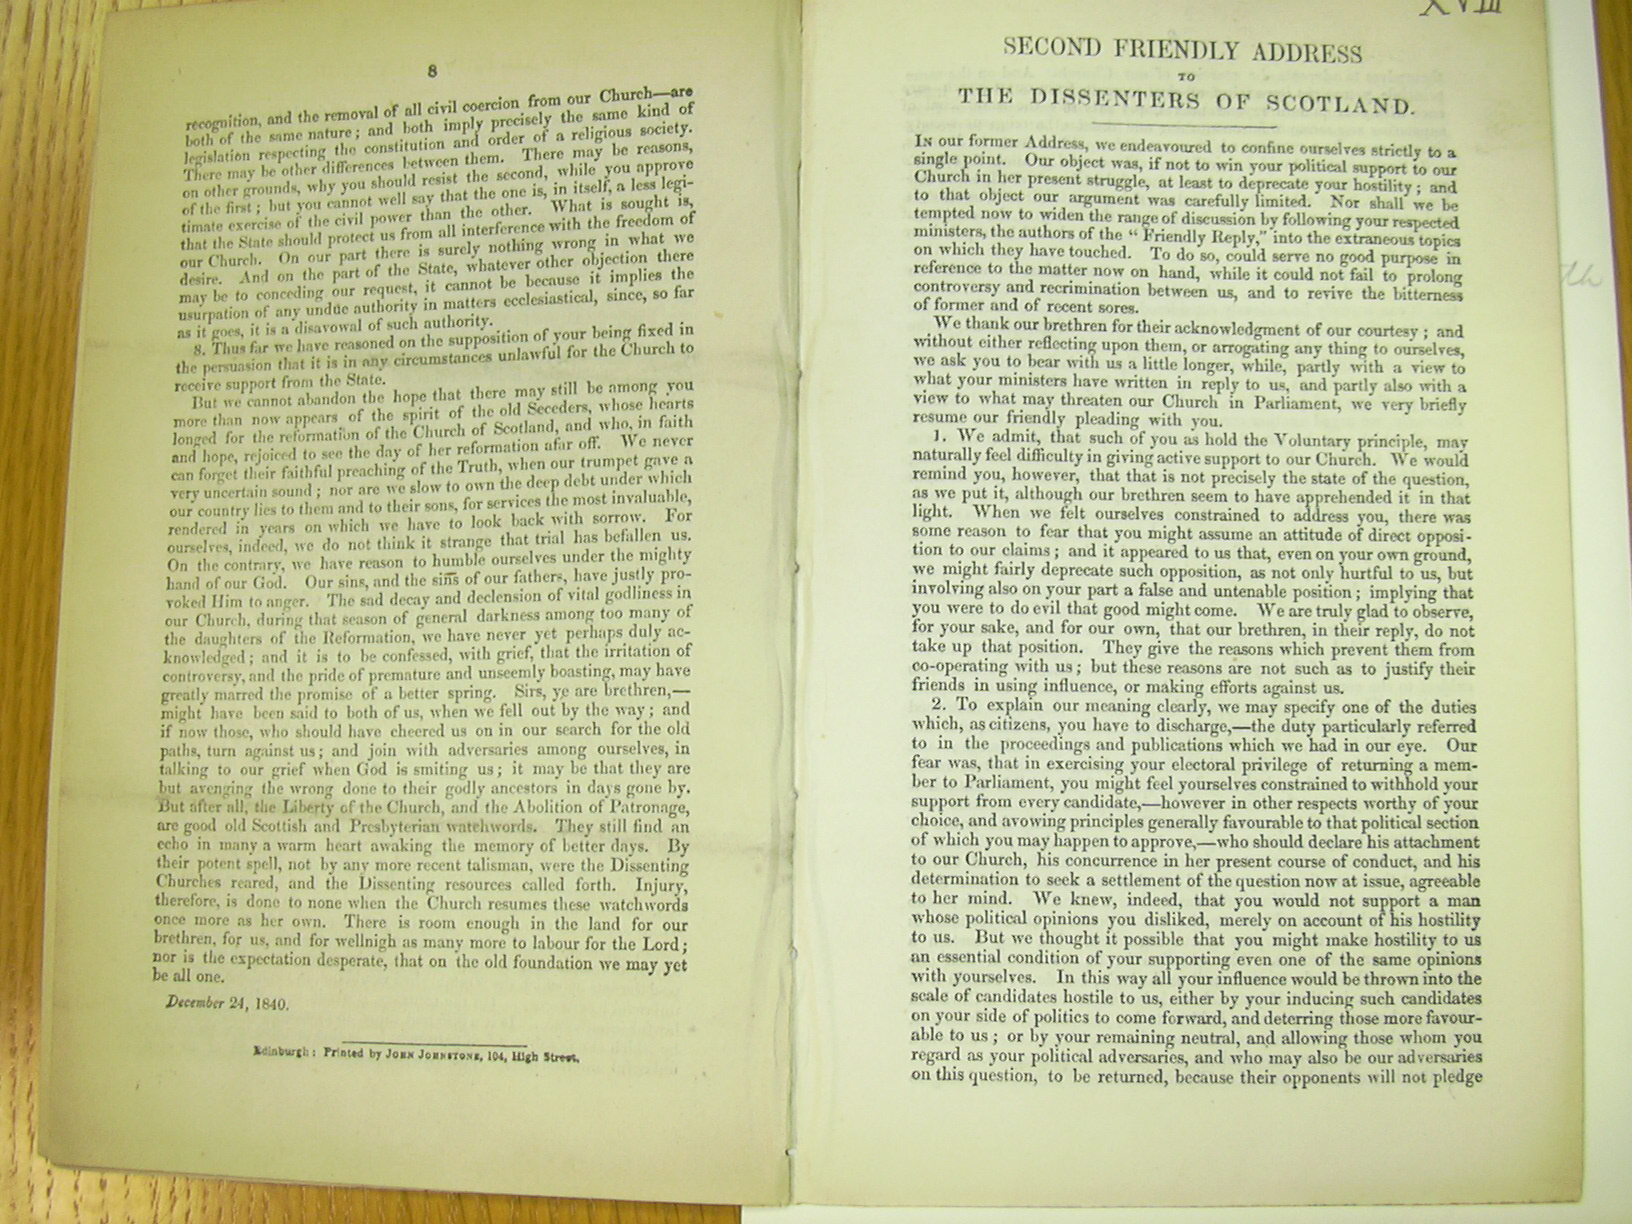 8
recognition, and the removal of all civil coercion from our Church—are
both of the same nature; and both imply precisely the same kind of
legislation respecting the constitution and order of a religious society.
There may be other differences between them. There may be reasons,
on other grounds, why you should resist the second, while you approve
of the first; but you cannot well say that the one is, in itself, a less legi-
timate exercise of the civil power than the other. What is sought is,
that the State should protect us from all interference with the freedom of
our Church. On our part there is surely nothing wrong in what we
desire. And on the part of the State, whatever other objection there
may be to conceding our request, it cannot be because it implies the
usurpation of any undue authority in matters ecclesiastical, since, so far
as it goes, it is a disavowal of such authority.
8. Thus far we have reasoned on the supposition of your being fixed in
the persuasion that it is in any circumstances unlawful for the Church to
receive support from the State.
But we cannot abandon the hope that there may still be among you
more than now appears of the spirit of the old Seceders, whose hearts
longed for the reformation of the Church of Scotland, and who, in faith
and hope, rejoiced to see the day of her reformation afar off. We never
can forget their faithful preaching of the Truth, when our trumpet gave a
very uncertain sound; nor are we slow to own the deep debt under which
our country lies to them and to their sons, for services the most invaluable,
rendered in years on which we have to look back with sorrow. For
ourselves, indeed, we do not think it strange that trial has befallen us.
On the contrary, we have reason to humble ourselves under the mighty
hand of our God. Our sins, and the sins of our fathers, have justly pro-
voked Him to anger. The sad decay and declension of vital godliness in
our Church, during that season of general darkness among too many of
the daughters of the Reformation, we have never yet perhaps duly ac-
knowledged; and it is to be confessed, with grief, that the irritation of
controversy, and the pride of premature and unseemly boasting, may have
greatly marred the promise of a better spring. Sirs, ye are brethren,—
might have been said to both of us, when we fell out by the way; and
if now those, who should have cheered us on in our search for the old
paths, turn against us; and join with adversaries among ourselves, in
talking to our grief when God is smiting us; it may be that they are
but avenging the wrong done to their godly ancestors in days gone by.
But after all, the Liberty of the Church, and the Abolition of Patronage,
are good old Scottish and Presbyterian watchwords. They still find an
echo in many a warm heart awaking the memory of better days. By
their potent spell, not by any more recent talisman, were the Dissenting
Churches reared, and the Dissenting resources called forth. Injury,
therefore, is done to none when the Church resumes these watchwords
once more as her own. There is room enough in the land for our
brethren, for us, and for wellnigh as many more to labour for the Lord;
nor is the expectation desperate, that on the old foundation we may yet
be all one.
December 24, 1840.
Edinburgh: Printed by JOHN JOHNSTONE, 104, High Street.
XVIII
SECOND FRIENDLY ADDRESS
TO
THE DISSENTERS OF SCOTLAND.
IN our former Address, we endeavoured to confine ourselves strictly to a
single point. Our object was, if not to win your political support to our
Church in her present struggle, at least to deprecate your hostility; and
to that object our argument was carefully limited. Nor shall we be
tempted now to widen the range of discussion by following your respected
ministers, the authors of the "Friendly Reply," into the extraneous topics
on which they have touched. To do so, could serve no good purpose in
reference to the matter now on hand, while it could not fail to prolong
controversy and recrimination between us, and to revive the bitterness
of former and of recent sores.
We thank our brethren for their acknowledgment of our courtesy; and
without either reflecting upon them, or arrogating any thing to ourselves,
we ask you to bear with us a little longer, while, partly with a view to
what your ministers have written in reply to us, and partly also with a
view to what may threaten our Church in Parliament, we very briefly
resume our friendly pleading with you.
1. We admit, that such of you as hold the Voluntary principle, may
naturally feel difficulty in giving active support to our Church. We would
remind you, however, that that is not precisely the state of the question,
as we put it, although our brethren seem to have apprehended it in that
light. When we felt ourselves constrained to address you, there was
some reason to fear that you might assume an attitude of direct opposi-
tion to our claims; and it appeared to us that, even on your own ground,
we might fairly deprecate such opposition, as not only hurtful to us, but
involving also on your part a false and untenable position; implying that
you were to do evil that good might come. We are truly glad to observe,
for your sake, and for our own, that our brethren, in their reply, do not
take up that position. They give the reasons which prevent them from
co-operating with us; but these reasons are not such as to justify their
friends in using influence, or making efforts against us.
2. To explain our meaning clearly, we may specify one of the duties
which, as citizens, you have to discharge,—the duty particularly referred
to in the proceedings and publications which we had in our eye. Our
fear was, that in exercising your electoral privilege of returning a mem-
ber to Parliament, you might feel yourselves constrained to withhold your
support from every candidate,—however in other respects worthy of your
choice, and avowing principles generally favourable to that political section
of which you may happen to approve,—who should declare his attachment
to our Church, his concurrence in her present course of conduct, and his
determination to seek a settlement of the question now at issue, agreeable
to her mind. We knew, indeed, that you would not support a man
whose political opinions you disliked, merely on account of his hostility
to us. But we thought it possible that you might make hostility to us
an essential condition of your supporting even one of the same opinions
with yourselves. In this way all your influence would be thrown into the
scale of candidates hostile to us, either by your inducing such candidates
on your side of politics to come forward, and deterring those more favour-
able to us; or by your remaining neutral, and allowing those whom you
regard as your political adversaries, and who may also be our adversaries
on this question, to be returned, because their opponents will not pledge